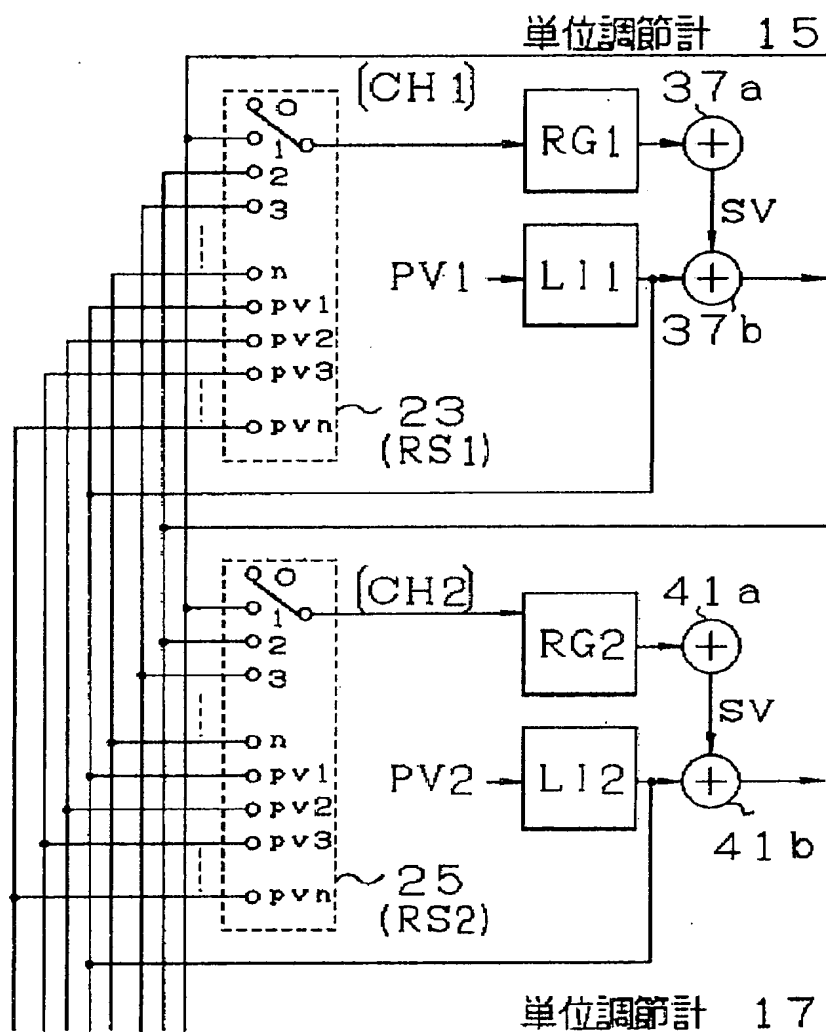 単位調節計 15
(CH1)
37a
0
1
2
3
n
pv1
pv2
pv3
pvn
RG1
SV
PV1
LI1
37b
23
(RS1)
(CH2)
41a
0
1
2
3
n
pv1
pv2
pv3
pvn
RG2
SV
PV2
LI2
41b
25
(RS2)
単位調節計 17